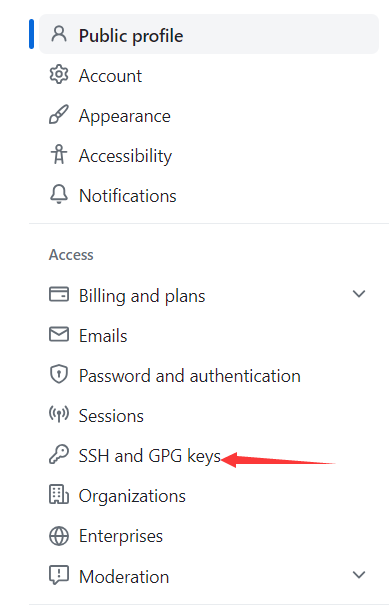 Public profile
Account
Appearance
Accessibility
Notifications
Access
Billing and plans
Emails
Password and authentication
Sessions
SSH and GPG keys
Organizations
Enterprises
Moderation